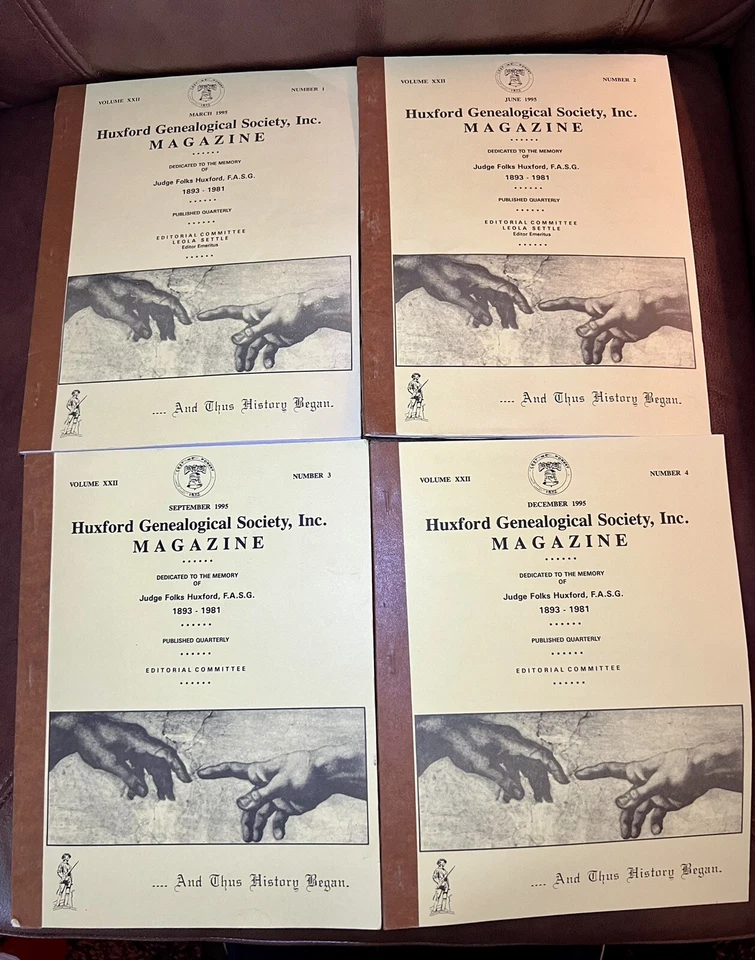 VOLUME XXII
NUMBER 1
MARCH 1995
Huxford Genealogical Society, Inc.
MAGAZINE
DEDICATED TO THE MEMORY
OF
Judge Folks Huxford, F.A.S.G.
1893 - 1981
PUBLISHED QUARTERLY
EDITORIAL COMMITTEE
LEOLA SETTLE
Editor Emeritus
.... And Thus History Began.
VOLUME XXII
NUMBER 2
JUNE 1995
Huxford Genealogical Society, Inc.
MAGAZINE
DEDICATED TO THE MEMORY
OF
Judge Folks Huxford, F.A.S.G.
1893 - 1981
PUBLISHED QUARTERLY
EDITORIAL COMMITTEE
LEOLA SETTLE
Editor Emeritus
.... And Thus History Began.
VOLUME XXII
NUMBER 3
SEPTEMBER 1995
Huxford Genealogical Society, Inc.
MAGAZINE
DEDICATED TO THE MEMORY
OF
Judge Folks Huxford, F.A.S.G.
1893 - 1981
PUBLISHED QUARTERLY
EDITORIAL COMMITTEE
.... And Thus History Began.
VOLUME XXII
NUMBER 4
DECEMBER 1995
Huxford Genealogical Society, Inc.
MAGAZINE
DEDICATED TO THE MEMORY
OF
Judge Folks Huxford, F.A.S.G.
1893 - 1981
PUBLISHED QUARTERLY
EDITORIAL COMMITTEE
.... And Thus History Began.